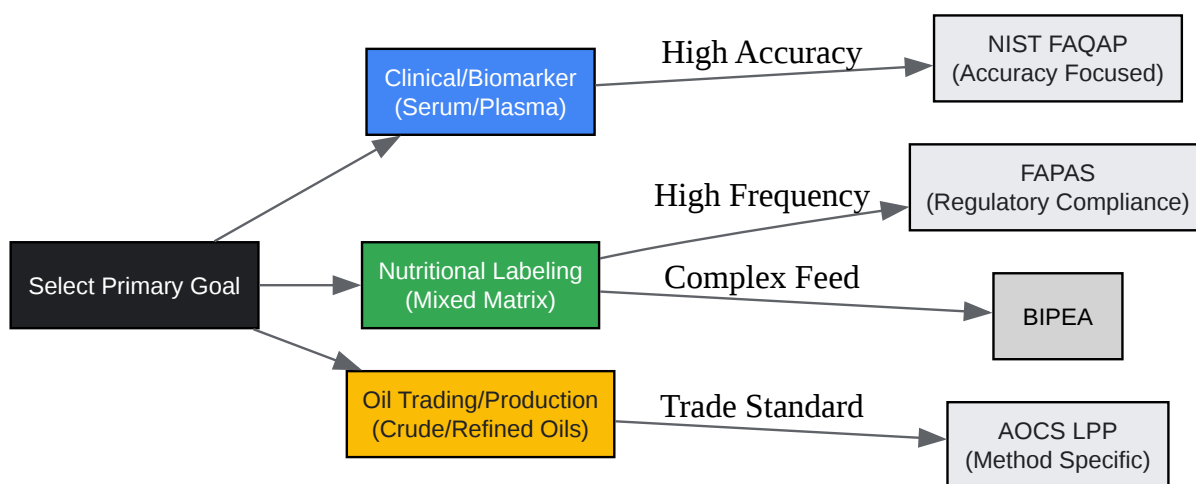 Select Primary Goal
Clinical/Biomarker
(Serum/Plasma)
High Accuracy
NIST FAQAP
(Accuracy Focused)
Nutritional Labeling
(Mixed Matrix)
High Frequency
FAPAS
(Regulatory Compliance)
Complex Feed
BIPEA
Oil Trading/Production
(Crude/Refined Oils)
Trade Standard
AOCS LPP
(Method Specific)